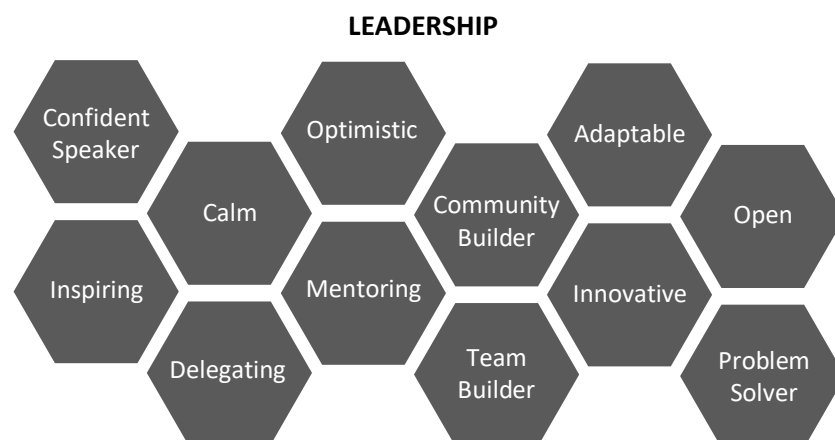 LEADERSHIP
Confident
Speaker
Optimistic
Adaptable
Calm
Community
Builder
Open
Inspiring
Mentoring
Innovative
Delegating
Team
Builder
Problem
Solver